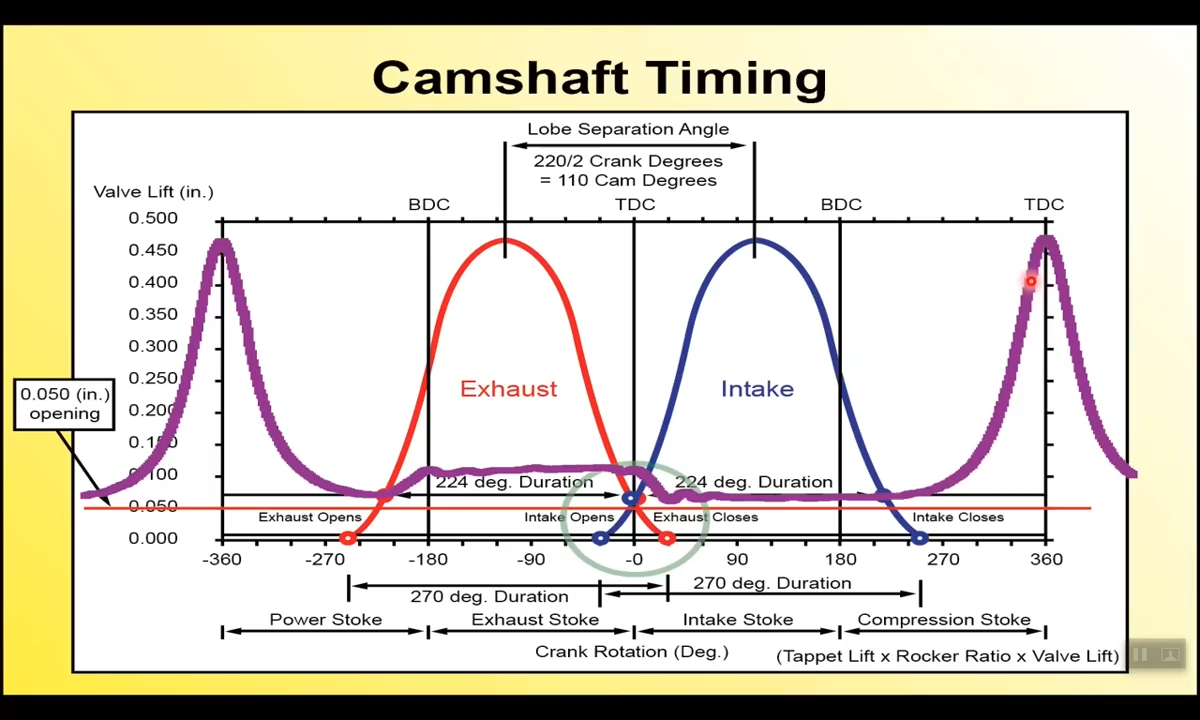 Camshaft Timing
Lobe Separation Angle
220/2 Crank Degrees
= 110 Cam Degrees
Valve Lift (in.)
BDC TDC BDC TDC
0.500
0.450
0.400
0.350
0.300
0.250
0.200
0.150
0.100
0.050
0.000
0.050 (in.)
opening
Exhaust
Intake
224 deg. Duration 224 deg. Duration
Exhaust Opens Intake Opens Exhaust Closes Intake Closes
-360 -270 -180 -90 -0 90 180 270 360
270 deg. Duration
270 deg. Duration
Power Stoke Exhaust Stoke Intake Stoke Compression Stoke
Crank Rotation (Deg.)
(Tappet Lift x Rocker Ratio x Valve Lift)